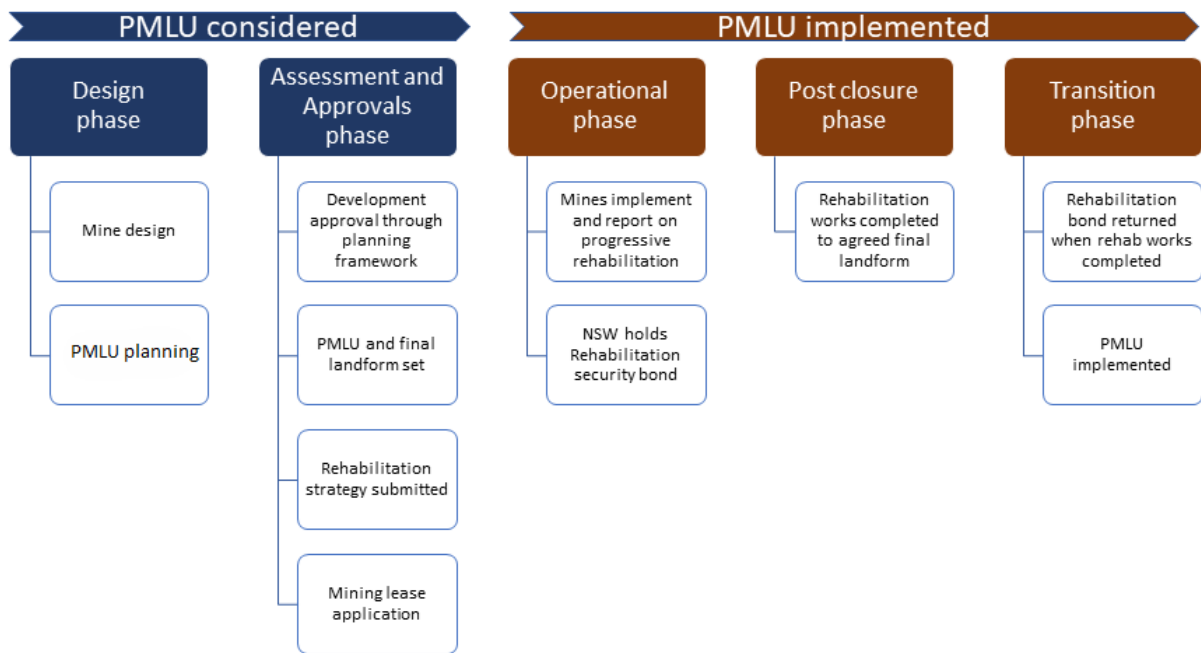 PMLU considered
PMLU implemented
Design
phase
Assessment and
Approvals
phase
Operational
phase
Post closure
phase
Transition
phase
Mine design
PMLU planning
Development
approval through
planning
framework
PMLU and final
landform set
Rehabilitation
strategy submitted
Mining lease
application
Mines implement
and report on
progressive
rehabilitation
NSW holds
Rehabilitation
security bond
Rehabilitation
works completed
to agreed final
landform
Rehabilitation
bond returned
when rehab works
completed
PMLU
implemented